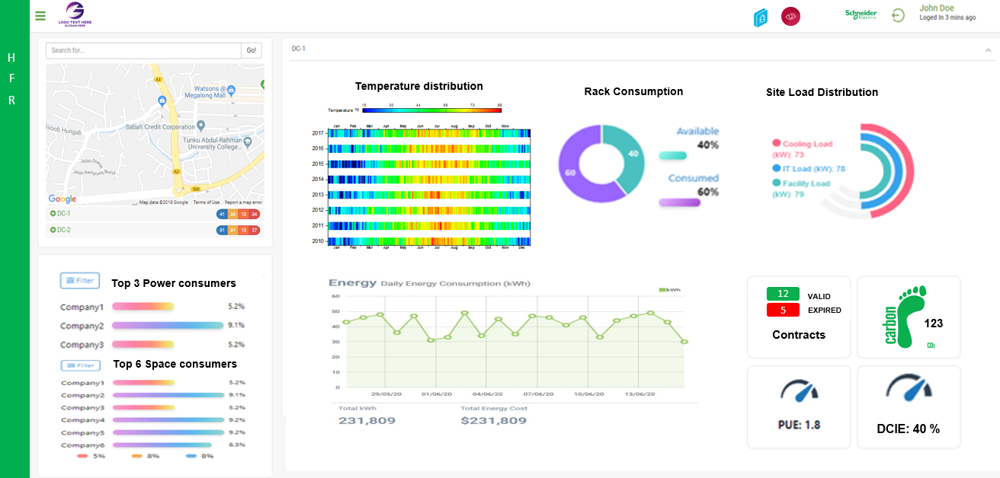 LOGO TEXT HERE
SLOGAN HERE
Schneider
Electric
John Doe
Loged In 3 mins ago
H
F
R
Search for...
Go!
A3
Watsons @
Megalong Mall
Sabah Credit Corporation
Tunku Abdul Rahman
University College...
Jalan Kampung Buzut
A3
500
Google
Map data ©2018 Google Terms of Use Report a map error
DC-1
41 33 12 34
DC-2
31 31 12 27
Filter
Top 3 Power consumers
Company1 5.2%
Company2 9.1%
Company3 5.2%
Filter
Top 6 Space consumers
Company1 5.2%
Company2 9.1%
Company3 5.2%
Company4 9.2%
Company5 9.2%
Company6 8.3%
5% 8% 8%
DC-1
Temperature distribution
Temperature °F
30 44 59 73 88
Jan Feb Mar Apr May Jun Jul Aug Sep Oct Nov
2017
2016
2015
2014
2013
2012
2011
2010
Jan Feb Mar Apr May Jun Jul Aug Sep Oct Nov Dec
Rack Consumption
60
40
Available
40%
Consumed
60%
Site Load Distribution
Cooling Load
(kW): 73
IT Load (kW): 78
Facility Load
(kW): 79
Energy Daily Energy Consumption (kWh)
kWh
60
50
40
30
20
10
0
29/05/20 01/06/20 04/06/20 07/06/20 10/06/20 13/06/20
Total kWh
231,809
Total Energy Cost
$231,809
12 VALID
5 EXPIRED
Contracts
carbon
123
CO₂
PUE: 1.8
DCIE: 40 %